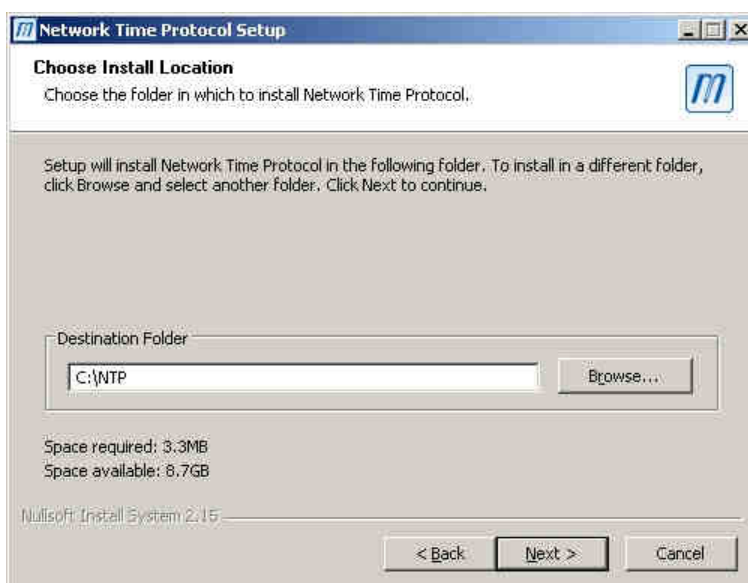 Network Time Protocol Setup
Choose Install Location
Choose the folder in which to install Network Time Protocol.
m
Setup will install Network Time Protocol in the following folder. To install in a different folder,
click Browse and select another folder. Click Next to continue.
Destination Folder
C:\NTP
Browse...
Space required: 3.3MB
Space available: 8.7GB
Nullsoft Install System 2.16
< Back
Next >
Cancel